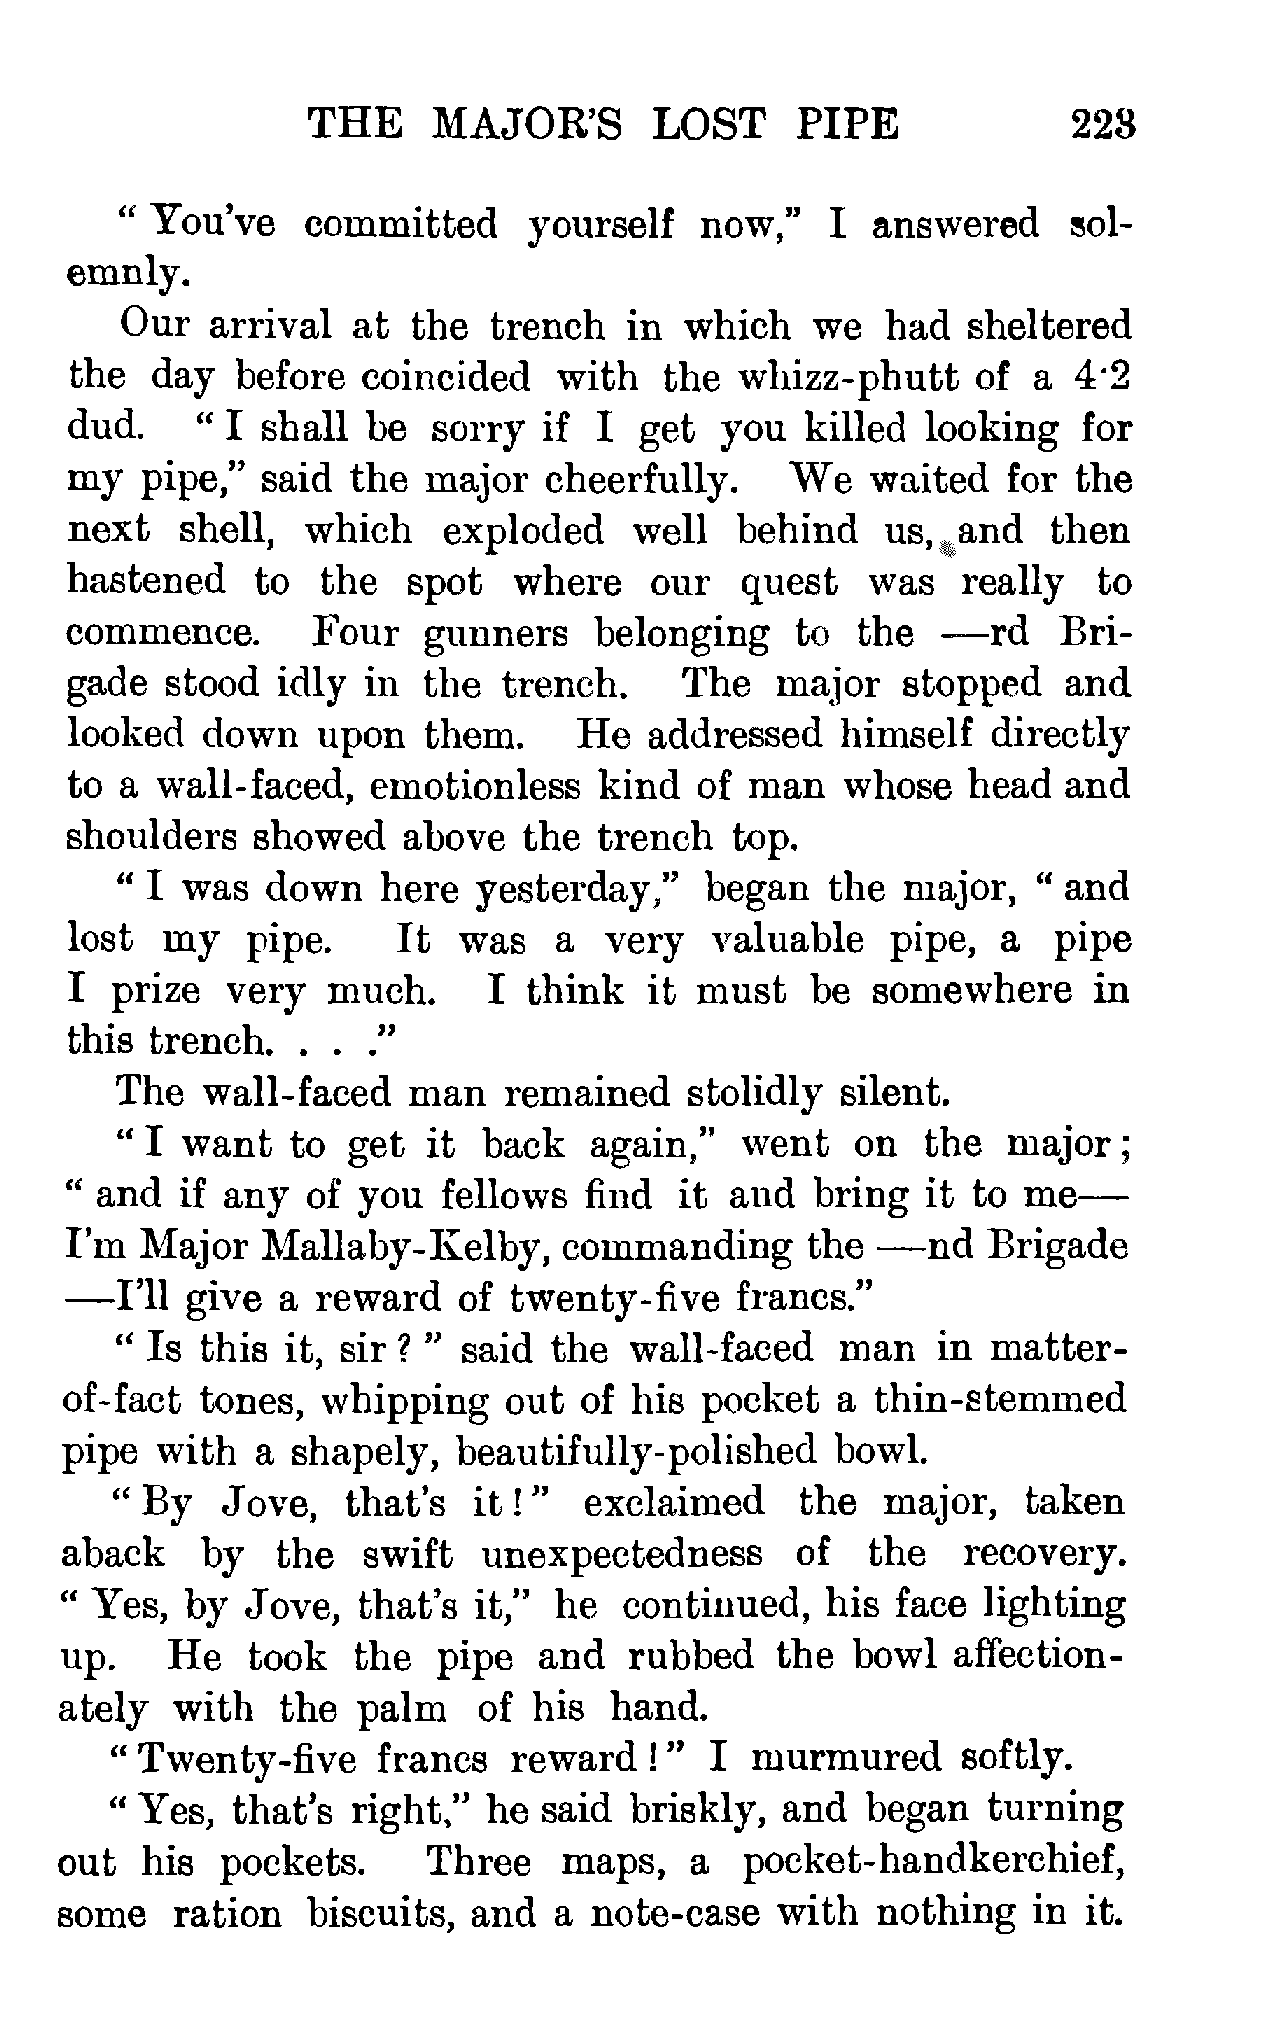 THE MAJOR'S LOST PIPE 223
“ You've committed yourself now,” I answered sol-
emnly.
Our arrival at the trench in which we had sheltered
the day before coincided with the whizz-phutt of a 4·2
dud. “ I shall be sorry if I get you killed looking for
my pipe,” said the major cheerfully. We waited for the
next shell, which exploded well behind us, and then
hastened to the spot where our quest was really to
commence. Four gunners belonging to the —rd Bri-
gade stood idly in the trench. The major stopped and
looked down upon them. He addressed himself directly
to a wall-faced, emotionless kind of man whose head and
shoulders showed above the trench top.
“ I was down here yesterday,” began the major, “ and
lost my pipe. It was a very valuable pipe, a pipe
I prize very much. I think it must be somewhere in
this trench. . . .”
The wall-faced man remained stolidly silent.
“ I want to get it back again,” went on the major ;
“ and if any of you fellows find it and bring it to me—
I'm Major Mallaby-Kelby, commanding the —nd Brigade
—I'll give a reward of twenty-five francs.”
“ Is this it, sir ? ” said the wall-faced man in matter-
of-fact tones, whipping out of his pocket a thin-stemmed
pipe with a shapely, beautifully-polished bowl.
“ By Jove, that's it ! ” exclaimed the major, taken
aback by the swift unexpectedness of the recovery.
“ Yes, by Jove, that's it,” he continued, his face lighting
up. He took the pipe and rubbed the bowl affection-
ately with the palm of his hand.
“ Twenty-five francs reward ! ” I murmured softly.
“ Yes, that's right,” he said briskly, and began turning
out his pockets. Three maps, a pocket-handkerchief,
some ration biscuits, and a note-case with nothing in it.